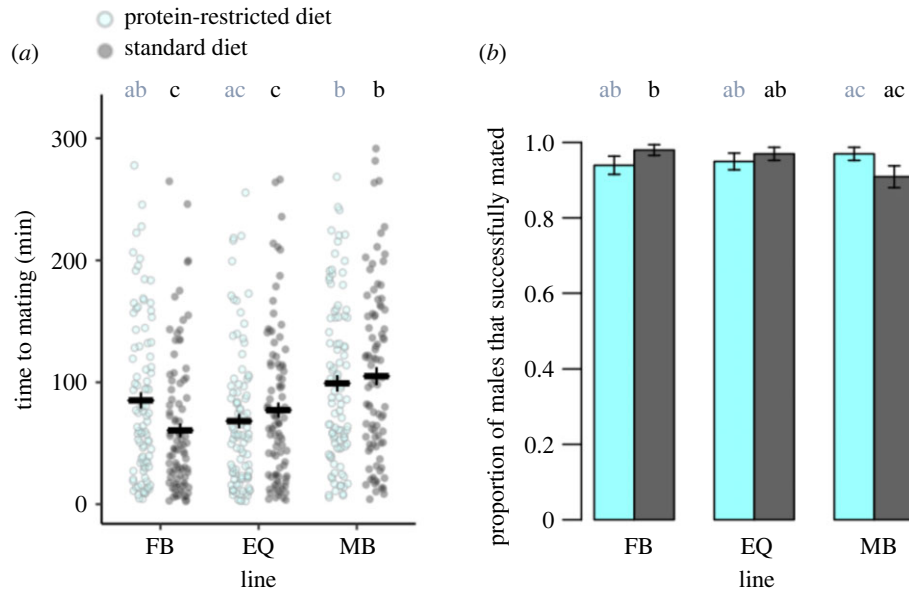 protein-restricted diet
standard diet
(a)
ab c ac c b b
time to mating (min)
300
200
100
0
FB EQ MB
line
(b)
ab b ab ab ac ac
proportion of males that successfully mated
1.0
0.8
0.6
0.4
0.2
0
FB EQ MB
line